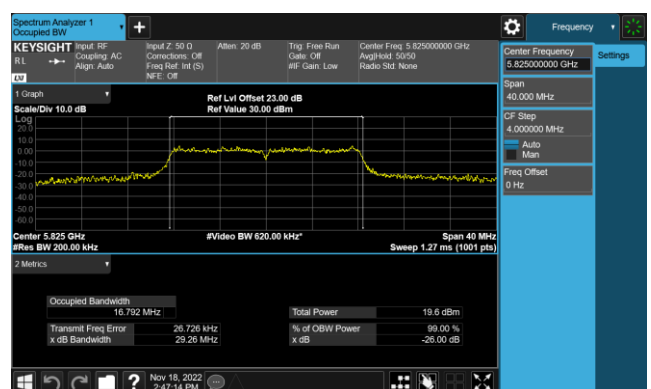 Spectrum Analyzer 1
Occupied BW
+
Frequency
KEYSIGHT
RL
LXI
Input: RF
Coupling: AC
Align: Auto
Input Z: 50 Ω
Corrections: Off
Freq Ref: Int (S)
NFE: Off
Atten: 20 dB
Trig: Free Run
Gate: Off
#IF Gain: Low
Center Freq: 5.825000000 GHz
Avg|Hold: 50/50
Radio Std: None
Center Frequency
5.825000000 GHz
Settings
Span
40.000 MHz
CF Step
4.000000 MHz
Auto
Man
Freq Offset
0 Hz
1 Graph
Scale/Div 10.0 dB
Ref Lvl Offset 23.00 dB
Ref Value 30.00 dBm
Log
20.0
10.0
0.00
-10.0
-20.0
-30.0
-40.0
-50.0
-60.0
Center 5.825 GHz
#Res BW 200.00 kHz
#Video BW 620.00 kHz*
Span 40 MHz
Sweep 1.27 ms (1001 pts)
2 Metrics
Occupied Bandwidth
16.792 MHz
Total Power 19.6 dBm
Transmit Freq Error 26.726 kHz
% of OBW Power 99.00 %
x dB Bandwidth 29.26 MHz
x dB -26.00 dB
?
Nov 18, 2022
2:47:14 PM